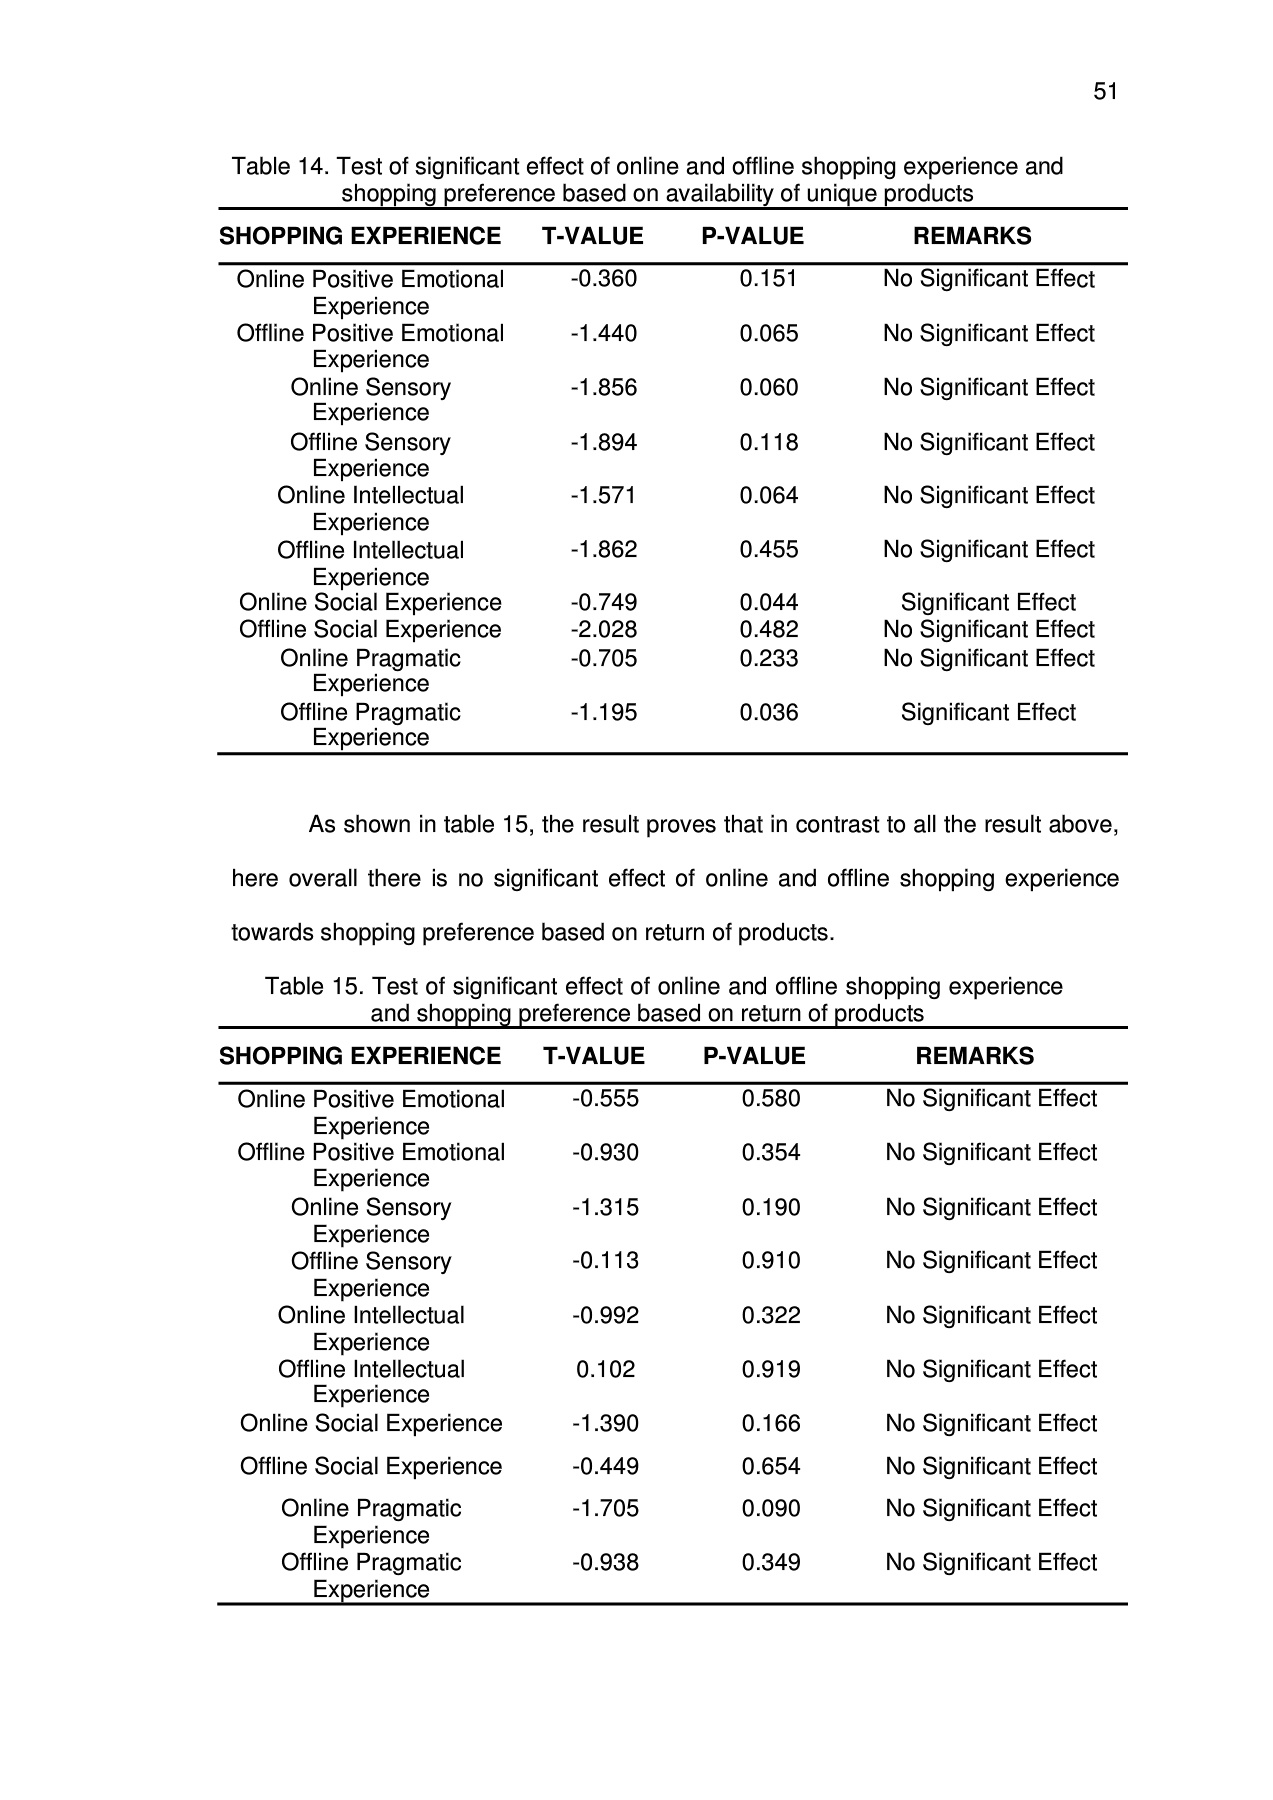 51
Table 14. Test of significant effect of online and offline shopping experience and
shopping preference based on availability of unique products
SHOPPING EXPERIENCE T-VALUE P-VALUE REMARKS
Online Positive Emotional -0.360 0.151 No Significant Effect
Experience
Offline Positive Emotional -1.440 0.065 No Significant Effect
Experience
Online Sensory -1.856 0.060 No Significant Effect
Experience
Offline Sensory -1.894 0.118 No Significant Effect
Experience
Online Intellectual -1.571 0.064 No Significant Effect
Experience
Offline Intellectual -1.862 0.455 No Significant Effect
Experience
Online Social Experience -0.749 0.044 Significant Effect
Offline Social Experience -2.028 0.482 No Significant Effect
Online Pragmatic -0.705 0.233 No Significant Effect
Experience
Offline Pragmatic -1.195 0.036 Significant Effect
Experience
As shown in table 15, the result proves that in contrast to all the result above,
here overall there is no significant effect of online and offline shopping experience
towards shopping preference based on return of products.
Table 15. Test of significant effect of online and offline shopping experience
and shopping preference based on return of products
SHOPPING EXPERIENCE T-VALUE P-VALUE REMARKS
Online Positive Emotional -0.555 0.580 No Significant Effect
Experience
Offline Positive Emotional -0.930 0.354 No Significant Effect
Experience
Online Sensory -1.315 0.190 No Significant Effect
Experience
Offline Sensory -0.113 0.910 No Significant Effect
Experience
Online Intellectual -0.992 0.322 No Significant Effect
Experience
Offline Intellectual 0.102 0.919 No Significant Effect
Experience
Online Social Experience -1.390 0.166 No Significant Effect
Offline Social Experience -0.449 0.654 No Significant Effect
Online Pragmatic -1.705 0.090 No Significant Effect
Experience
Offline Pragmatic -0.938 0.349 No Significant Effect
Experience